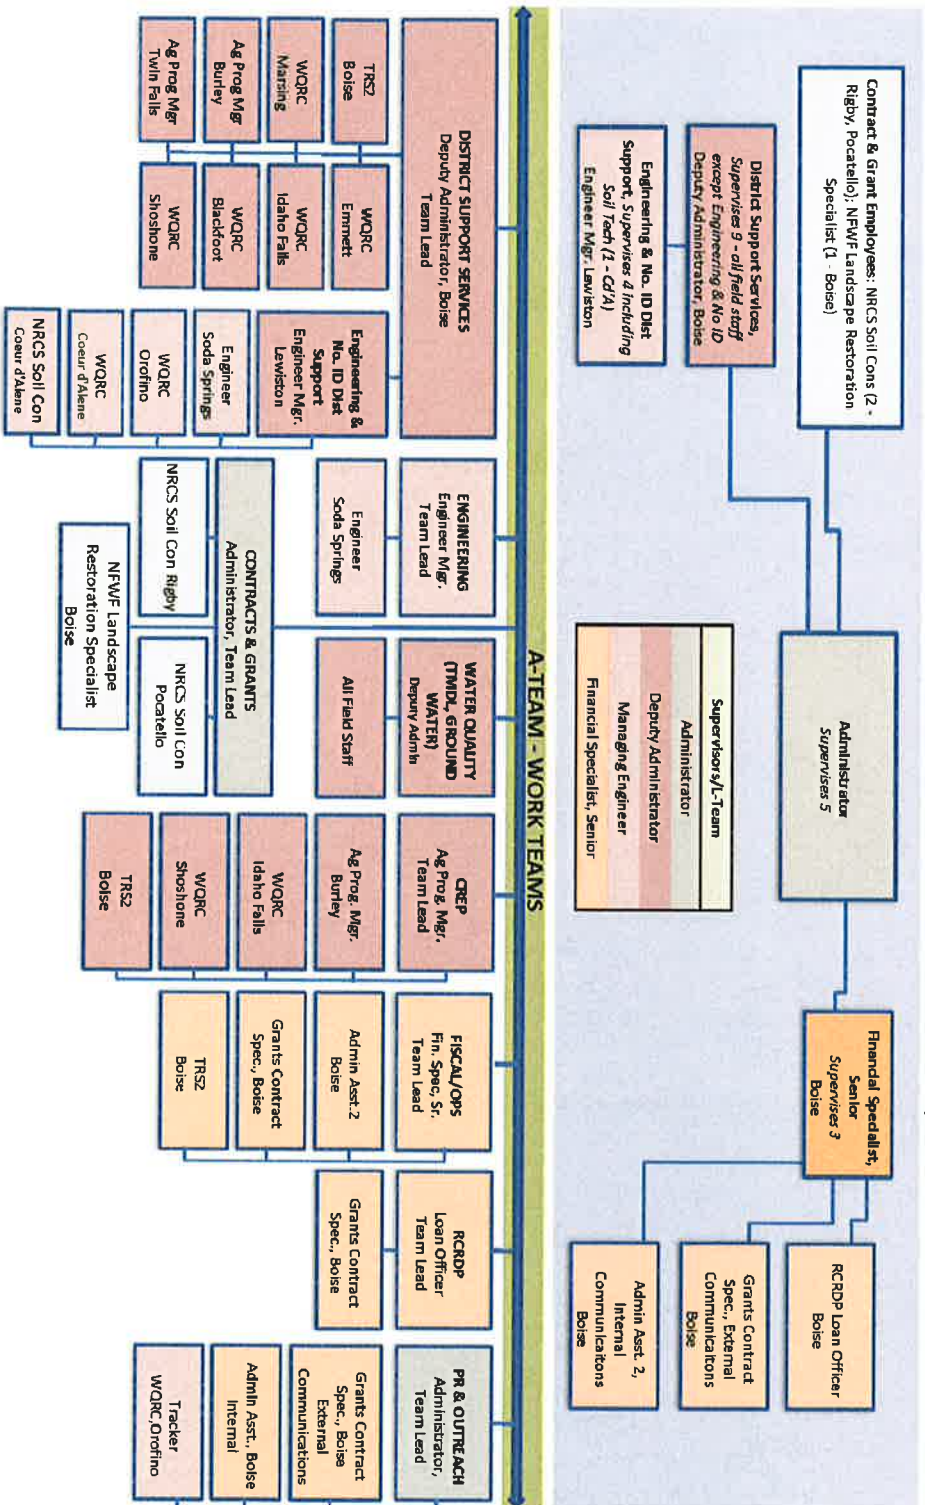 Contract & Grant Employees: NRCS Soil Cons (2 -
Rigby, Pocatello); NFWF Landscape Restoration
Specialist (1 - Boise)
District Support Services,
Supervises 9 - all field staff
except Engineering & No ID
Deputy Administrator, Boise
Engineering & No. ID Dist
Support, Supervises 4 Including
Soil Tech (1 - Cd'A)
Engineer Mgr. Lewiston
Administrator
Supervises 5
Supervisors/L-Team
Administrator
Deputy Administrator
Managing Engineer
Financial Specialist, Senior
Financial Specialist,
Senior
Supervises 3
Boise
RCRDP Loan Officer
Boise
Grants Contract
Spec., External
Communications
Boise
Admin Asst. 2,
Internal
Communicaitons
Boise
A-TEAM - WORK TEAMS
DISTRICT SUPPORT SERVICES
Deputy Administrator, Boise
Team Lead
TRS2
Boise
WQRC
Emmett
WQRC
Marsing
WQRC
Idaho Falls
Ag Prog Mgr
Burley
WQRC
Blackfoot
Ag Prog Mgr
Twin Falls
WQRC
Shoshone
Engineering &
No. ID Dist
Support
Engineer Mgr.
Lewiston
Engineer
Soda Springs
WQRC
Orofino
WQRC
Coeur d'Alene
NRCS Soil Con
Coeur d'Alene
ENGINEERING
Engineer Mgr.
Team Lead
Engineer
Soda Springs
CONTRACTS & GRANTS
Administrator, Team Lead
NRCS Soil Con Rigby
NRCS Soil Con
Pocatello
NFWF Landscape
Restoration Specialist
Boise
WATER QUALITY
(TMDL, GROUND
WATER)
Deputy Admin
All Field Staff
CREP
Ag Prog. Mgr,
Team Lead
Ag Prog. Mgr.
Burley
WQRC
Idaho Falls
WQRC
Shoshone
TRS2
Boise
FISCAL/OPS
Fin. Spec, Sr.
Team Lead
Admin Asst.2
Boise
Grants Contract
Spec., Boise
TRS2
Boise
RCRDP
Loan Officer
Team Lead
Grants Contract
Spec., Boise
PR & OUTREACH
Administrator,
Team Lead
Grants Contract
Spec., Boise
External
Communications
Admin Asst., Boise
Internal
Tracker
WQRC,Orofino